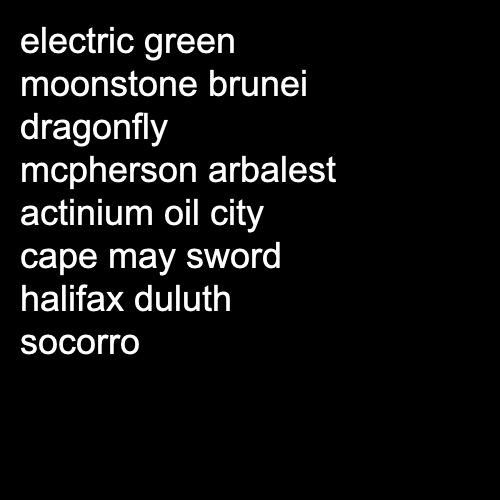 electric green
moonstone brunei
dragonfly
mcpherson arbalest
actinium oil city
cape may sword
halifax duluth
socorro